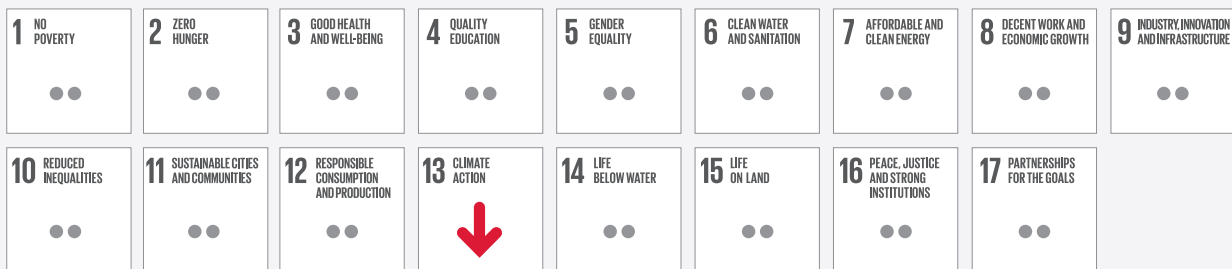 1 NO
POVERTY
2 ZERO
HUNGER
3 GOOD HEALTH
AND WELL-BEING
4 QUALITY
EDUCATION
5 GENDER
EQUALITY
6 CLEAN WATER
AND SANITATION
7 AFFORDABLE AND
CLEAN ENERGY
8 DECENT WORK AND
ECONOMIC GROWTH
9 INDUSTRY, INNOVATION
AND INFRASTRUCTURE
10 REDUCED
INEQUALITIES
11 SUSTAINABLE CITIES
AND COMMUNITIES
12 RESPONSIBLE
CONSUMPTION
AND PRODUCTION
13 CLIMATE
ACTION
14 LIFE
BELOW WATER
15 LIFE
ON LAND
16 PEACE, JUSTICE
AND STRONG
INSTITUTIONS
17 PARTNERSHIPS
FOR THE GOALS